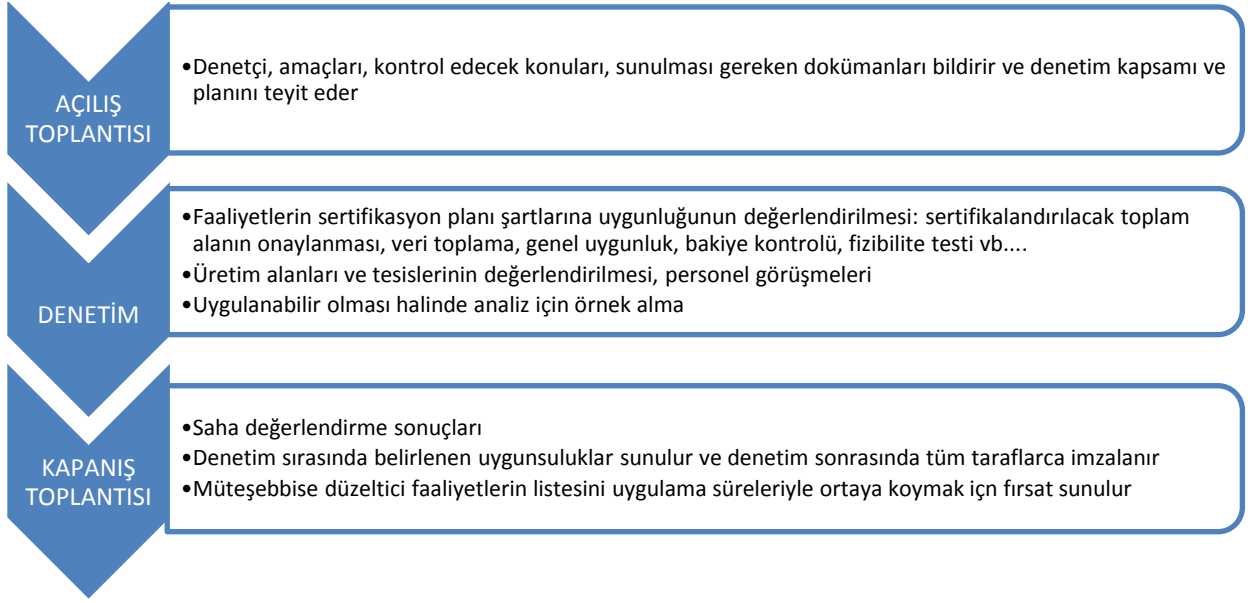 AÇILIŞ
TOPLANTISI
•Denetçi, amaçları, kontrol edecek konuları, sunulması gereken dokümanları bildirir ve denetim kapsamı ve
planını teyit eder
DENETİM
•Faaliyetlerin sertifikasyon planı şartlarına uygunluğunun değerlendirilmesi: sertifikalandırılacak toplam
alanın onaylanması, veri toplama, genel uygunluk, bakiye kontrolü, fizibilite testi vb....
•Üretim alanları ve tesislerinin değerlendirilmesi, personel görüşmeleri
•Uygulanabilir olması halinde analiz için örnek alma
KAPANIŞ
TOPLANTISI
•Saha değerlendirme sonuçları
•Denetim sırasında belirlenen uygunsuluklar sunulur ve denetim sonrasında tüm taraflarca imzalanır
•Müteşebbise düzeltici faaliyetlerin listesini uygulama süreleriyle ortaya koymak içn fırsat sunulur